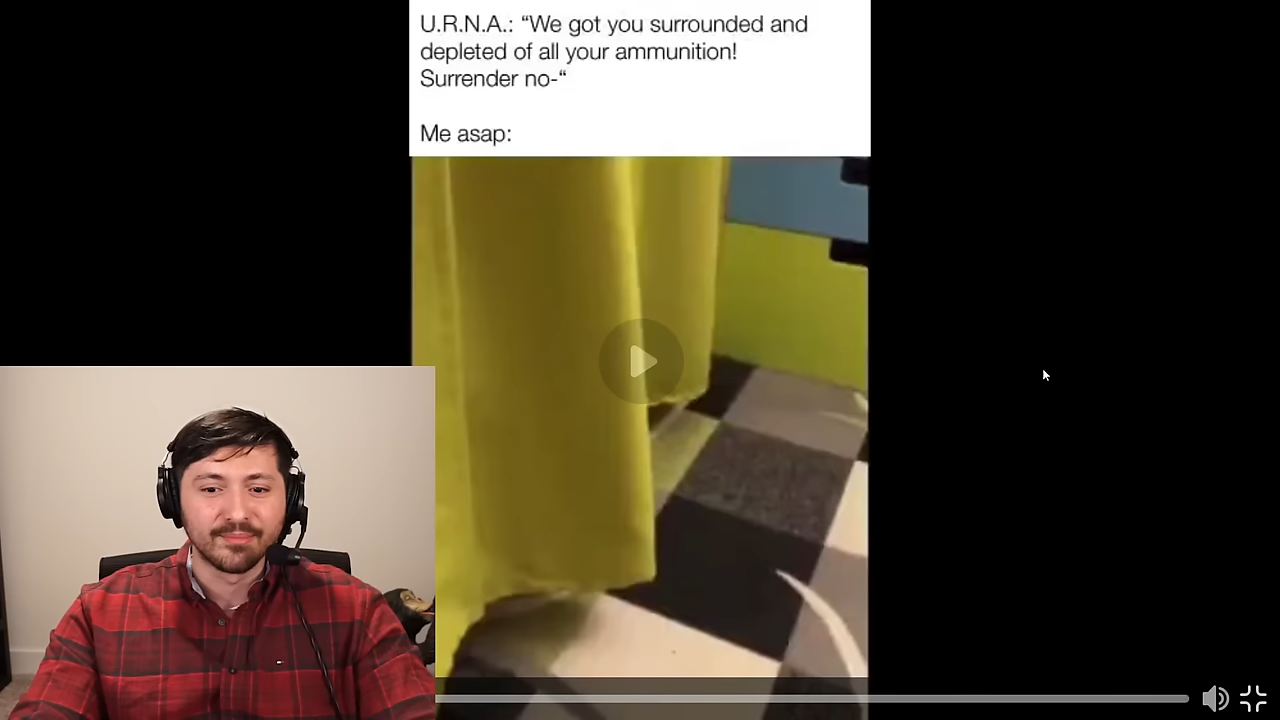 U.R.N.A.: “We got you surrounded and
depleted of all your ammunition!
Surrender no-“
Me asap: